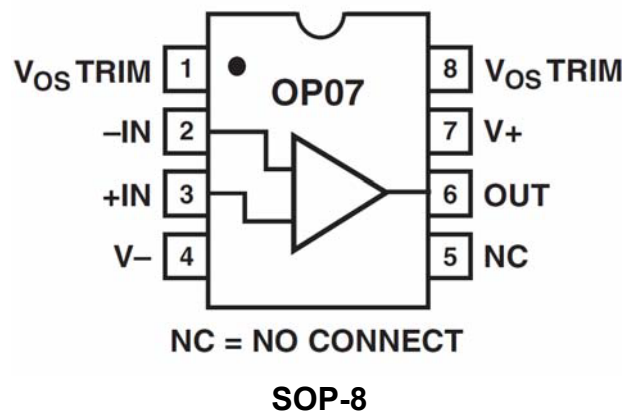 VOS TRIM 1 OP07 8 VOS TRIM
–IN 2 7 V+
+IN 3 6 OUT
V– 4 5 NC
NC = NO CONNECT
SOP-8